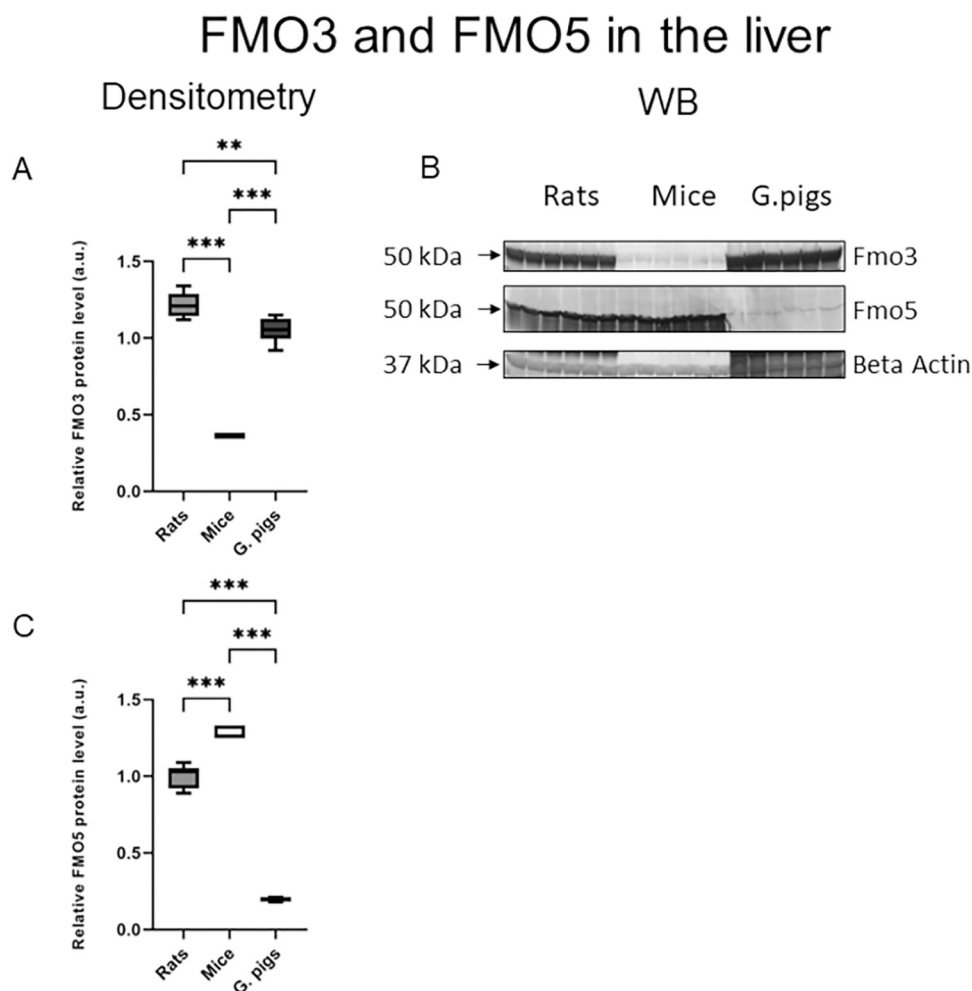 FMO3 and FMO5 in the liver
Densitometry
WB
A
**
***
***
Relative FMO3 protein level (a.u.)
1.5
1.0
0.5
0.0
Rats
Mice
G. pigs
B
Rats Mice G.pigs
50 kDa Fmo3
50 kDa Fmo5
37 kDa Beta Actin
C
***
***
***
Relative FMO5 protein level (a.u.)
1.5
1.0
0.5
0.0
Rats
Mice
G. pigs